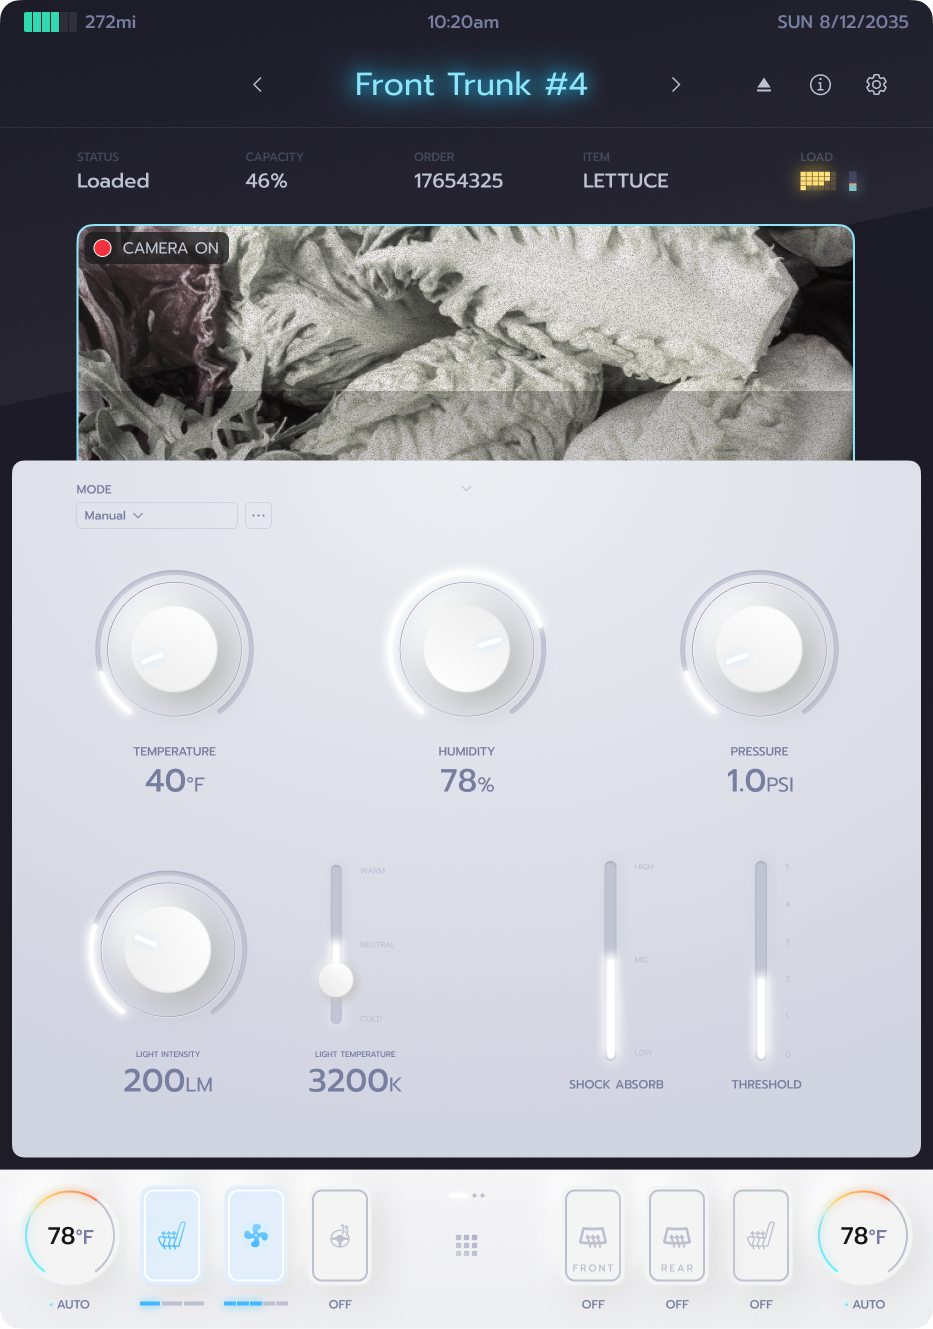 272mi 10:20am SUN 8/12/2035
Front Trunk #4
STATUS CAPACITY ORDER ITEM LOAD
Loaded 46% 17654325 LETTUCE
CAMERA ON
MODE
Manual
TEMPERATURE HUMIDITY PRESSURE
40°F 78% 1.0PSI
WARM HIGH 5
4
3
NEUTRAL MID 2
COLD 1
LOW 0
LIGHT INTENSITY LIGHT TEMPERATURE
200LM 3200K SHOCK ABSORB THRESHOLD
78°F 78°F
FRONT REAR
AUTO OFF OFF OFF OFF AUTO